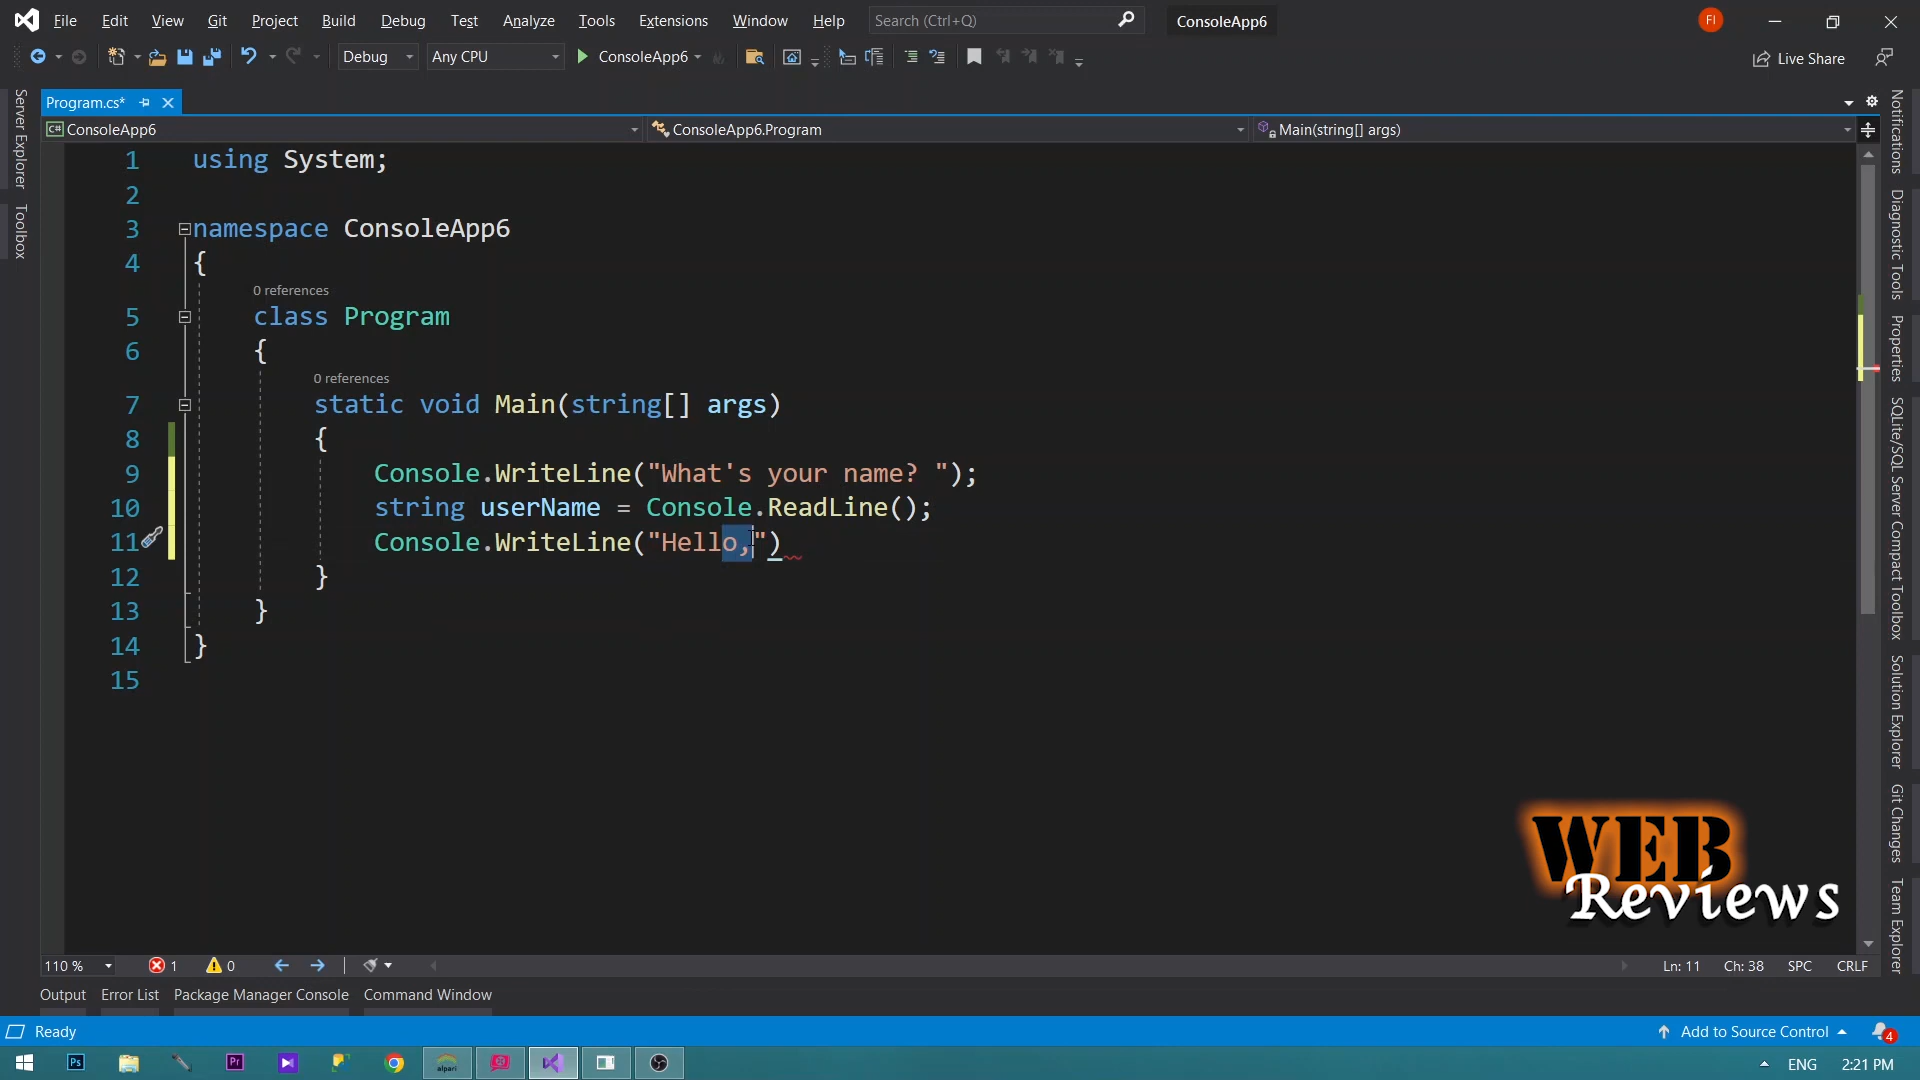 File Edit View Git Project Build Debug Test Analyze Tools Extensions Window Help Search (Ctrl+Q) ConsoleApp6 FI
Debug Any CPU ConsoleApp6 Live Share
Program.cs*
C# ConsoleApp6 ConsoleApp6.Program Main(string[] args)
Server Explorer
Toolbox
1 using System;
2
3 namespace ConsoleApp6
4 {
0 references
5 class Program
6 {
0 references
7 static void Main(string[] args)
8 {
9 Console.WriteLine("What's your name? ");
10 string userName = Console.ReadLine();
11 Console.WriteLine("Hello,")
12 }
13 }
14 }
15
Notifications
Diagnostic Tools
Properties
SQLite/SQL Server Compact Toolbox
Solution Explorer
Git Changes
Team Explorer
WEB
Reviews
110 % 1 0 Ln: 11 Ch: 38 SPC CRLF
Output Error List Package Manager Console Command Window
Ready Add to Source Control 4
Ps Pr alpari ENG 2:21 PM